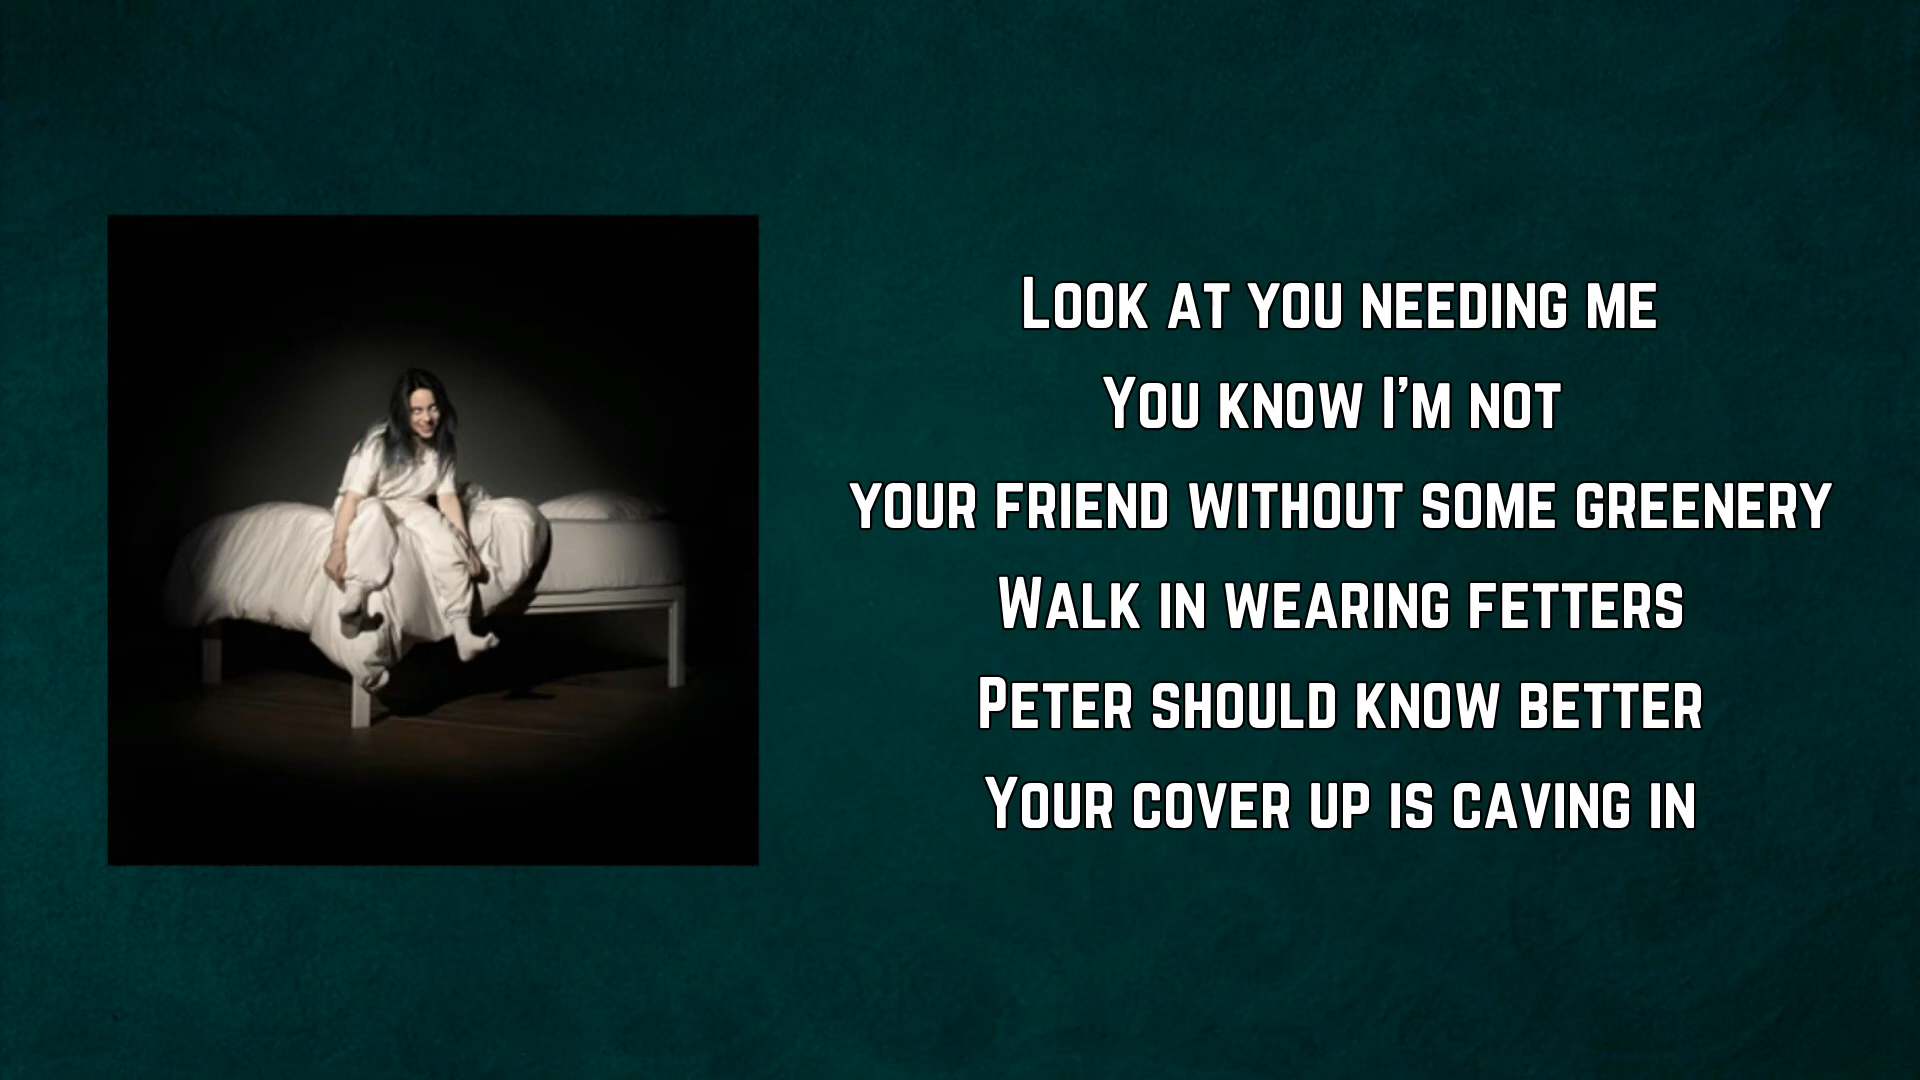 Look at you needing me
You know I'm not
your friend without some greenery
Walk in wearing fetters
Peter should know better
Your cover up is caving in